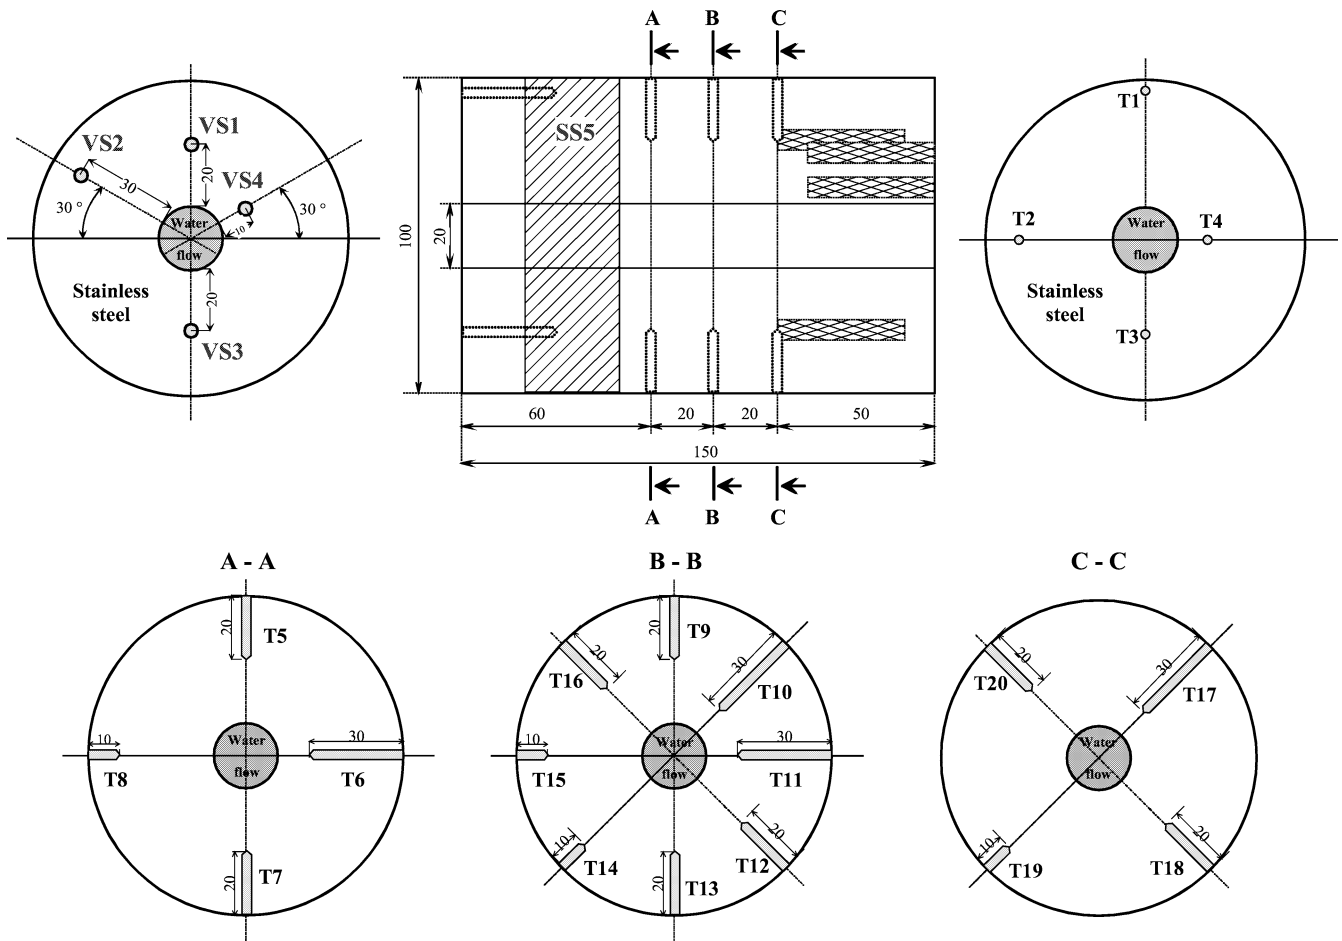 A B C
VS1
VS2
20
30
VS4
30 °
10
30 °
Water
flow
20
Stainless
steel
VS3
SS5
100
20
60
20
20
50
150
A B C
T1
T2
Water
flow
T4
Stainless
steel
T3
A - A
20
T5
10
T8
Water
flow
30
T6
20
T7
B - B
20
T9
20
T16
30
T10
10
T15
Water
flow
30
T11
10
T14
20
T13
20
T12
C - C
20
T20
30
T17
Water
flow
10
T19
20
T18